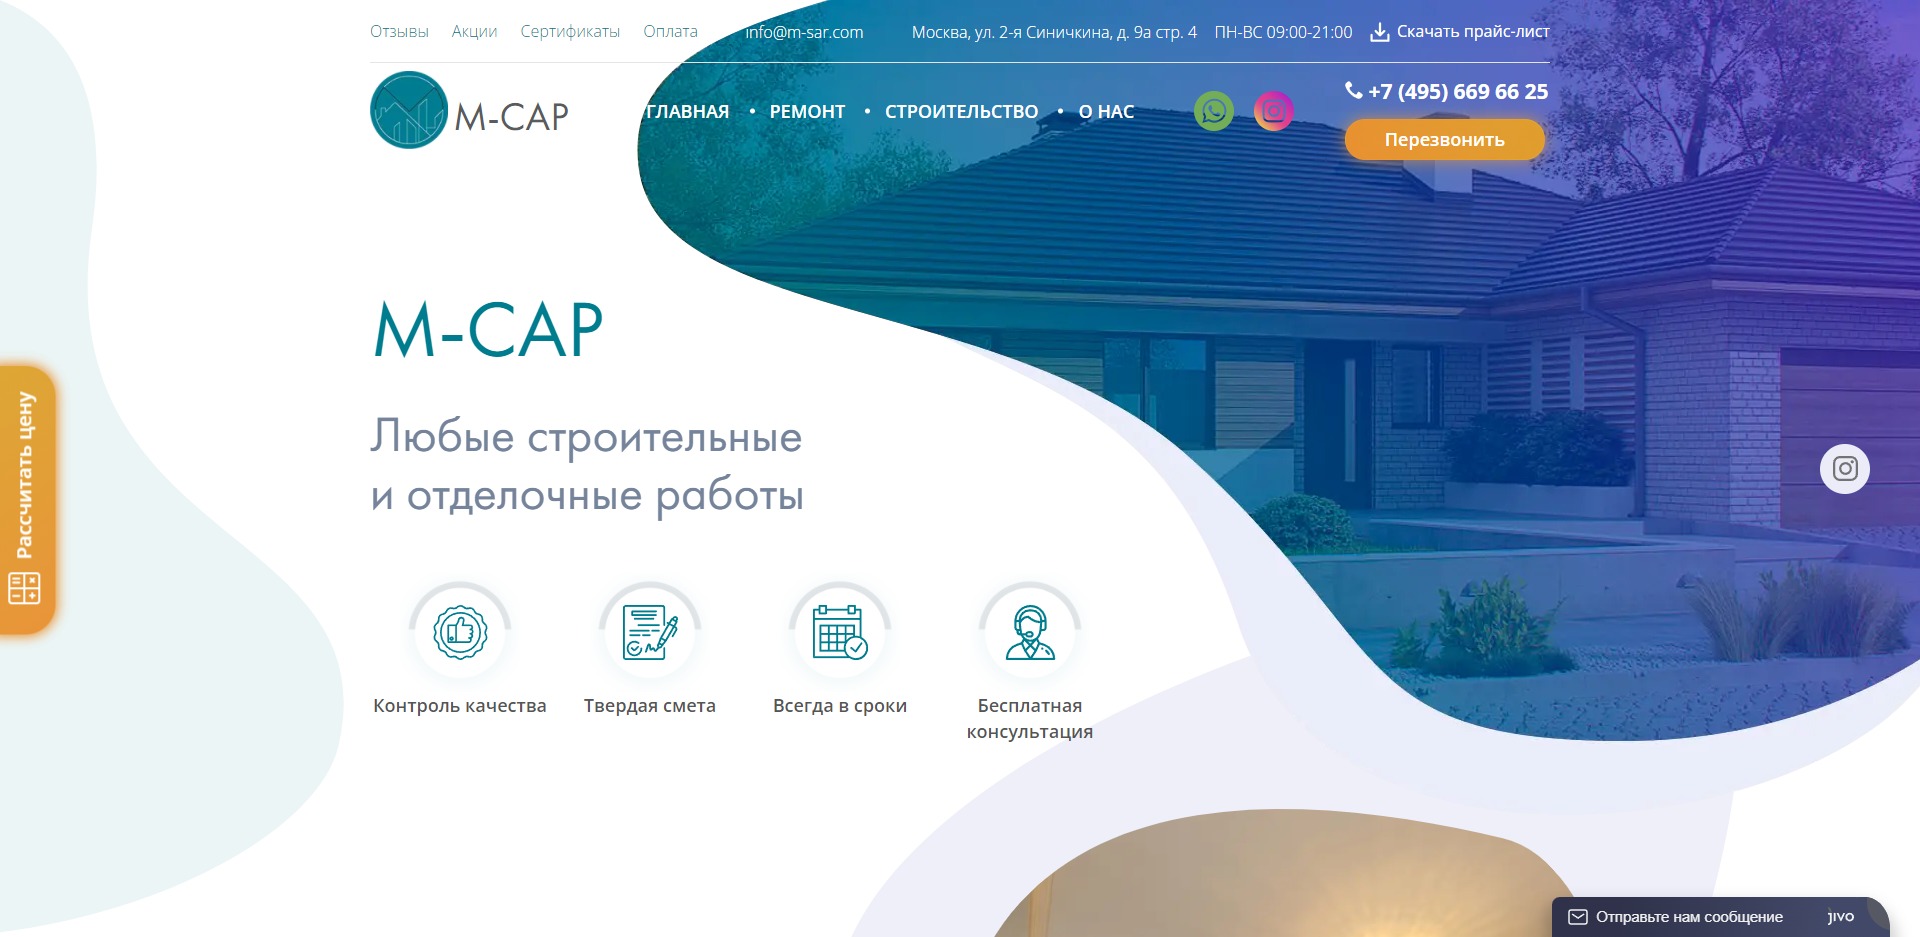 Отзывы Акции Сертификаты Оплата info@m-sar.com Москва, ул. 2-я Синичкина, д. 9а стр. 4 ПН-ВС 09:00-21:00 Скачать прайс-лист
М-САР ГЛАВНАЯ • РЕМОНТ • СТРОИТЕЛЬСТВО • О НАС
+7 (495) 669 66 25
Перезвонить
М-САР
Любые строительные
и отделочные работы
Рассчитать цену
Контроль качества
Твердая смета
Всегда в сроки
Бесплатная
консультация
Отправьте нам сообщение jivo